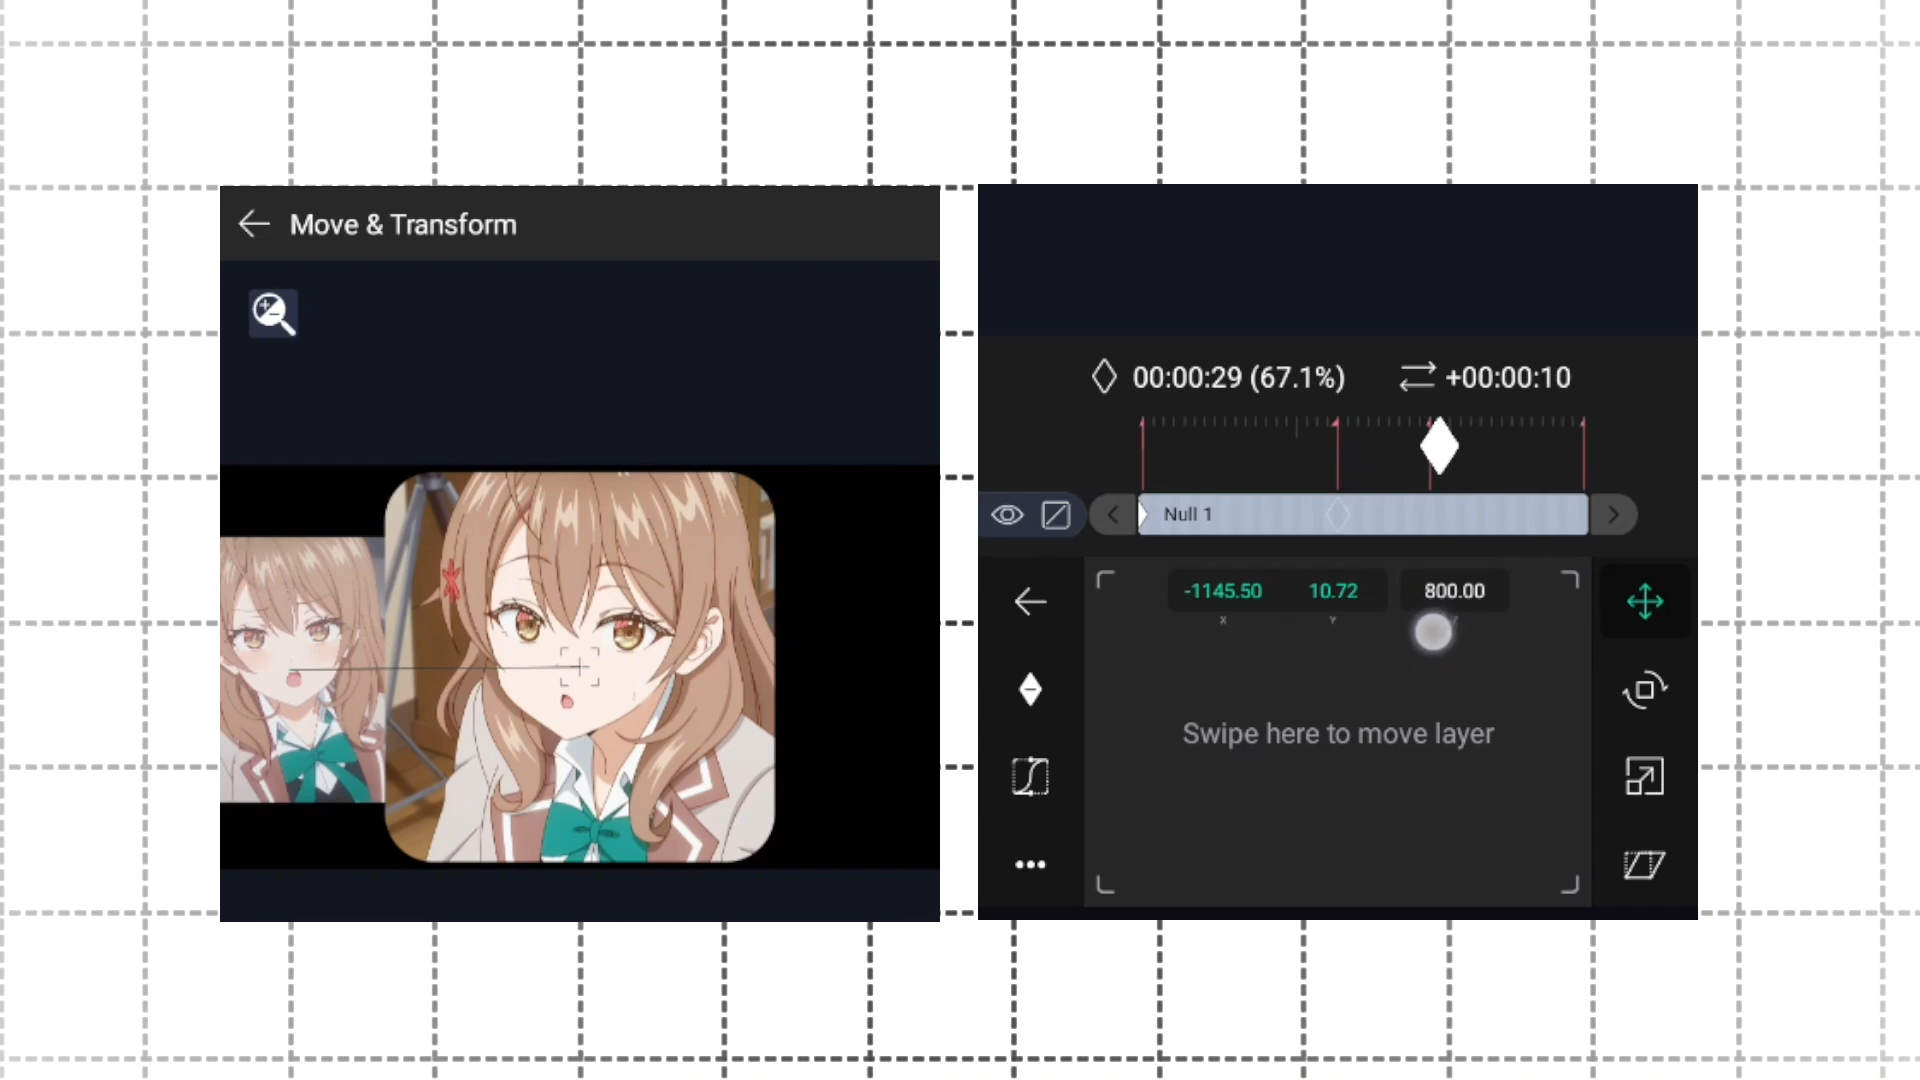 Move & Transform
00:00:29 (67.1%)
+00:00:10
Null 1
-1145.50 10.72 800.00
X Y
Swipe here to move layer